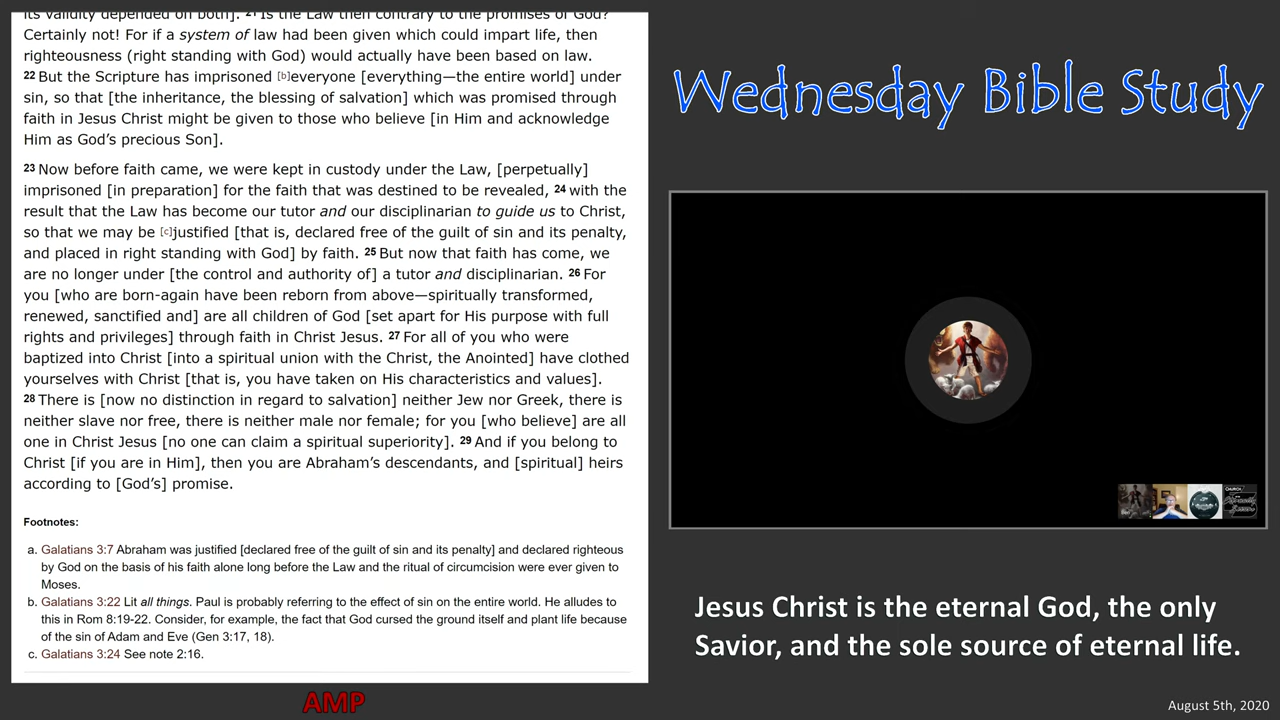 its validity depended on both]. 21 Is the Law then contrary to the promises of God?
Certainly not! For if a system of law had been given which could impart life, then
righteousness (right standing with God) would actually have been based on law.
22 But the Scripture has imprisoned [b]everyone [everything—the entire world] under
sin, so that [the inheritance, the blessing of salvation] which was promised through
faith in Jesus Christ might be given to those who believe [in Him and acknowledge
Him as God's precious Son].
23 Now before faith came, we were kept in custody under the Law, [perpetually]
imprisoned [in preparation] for the faith that was destined to be revealed, 24 with the
result that the Law has become our tutor and our disciplinarian to guide us to Christ,
so that we may be [c]justified [that is, declared free of the guilt of sin and its penalty,
and placed in right standing with God] by faith. 25 But now that faith has come, we
are no longer under [the control and authority of] a tutor and disciplinarian. 26 For
you [who are born-again have been reborn from above—spiritually transformed,
renewed, sanctified and] are all children of God [set apart for His purpose with full
rights and privileges] through faith in Christ Jesus. 27 For all of you who were
baptized into Christ [into a spiritual union with the Christ, the Anointed] have clothed
yourselves with Christ [that is, you have taken on His characteristics and values].
28 There is [now no distinction in regard to salvation] neither Jew nor Greek, there is
neither slave nor free, there is neither male nor female; for you [who believe] are all
one in Christ Jesus [no one can claim a spiritual superiority]. 29 And if you belong to
Christ [if you are in Him], then you are Abraham's descendants, and [spiritual] heirs
according to [God's] promise.
Footnotes:
a. Galatians 3:7 Abraham was justified [declared free of the guilt of sin and its penalty] and declared righteous
by God on the basis of his faith alone long before the Law and the ritual of circumcision were ever given to
Moses.
b. Galatians 3:22 Lit all things. Paul is probably referring to the effect of sin on the entire world. He alludes to
this in Rom 8:19-22. Consider, for example, the fact that God cursed the ground itself and plant life because
of the sin of Adam and Eve (Gen 3:17, 18).
c. Galatians 3:24 See note 2:16.
AMP
Wednesday Bible Study
Jesus Christ is the eternal God, the only
Savior, and the sole source of eternal life.
August 5th, 2020